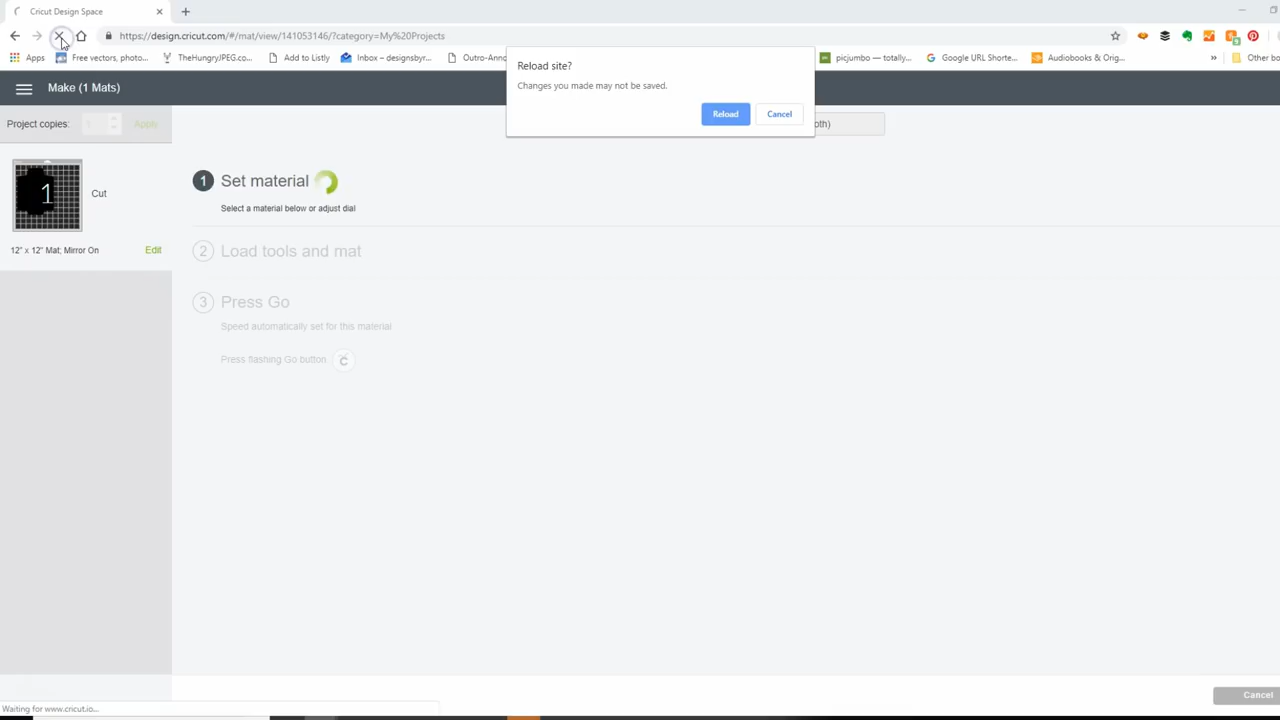 Cricut Design Space
https://design.cricut.com/#/mat/view/141053146/?category=My%20Projects
Apps
Free vectors, photo...
TheHungryJPEG.co...
Add to Listly
Inbox – designsbyr...
Outro-Anno
picjumbo — totally...
Google URL Shorte...
Audiobooks & Orig...
»
Other bo
Reload site?
Changes you made may not be saved.
Reload
Cancel
Make (1 Mats)
Project copies:
Apply
oth)
1
Cut
12" x 12" Mat; Mirror On
Edit
1 Set material
Select a material below or adjust dial
2 Load tools and mat
3 Press Go
Speed automatically set for this material
Press flashing Go button
Cancel
Waiting for www.cricut.io...